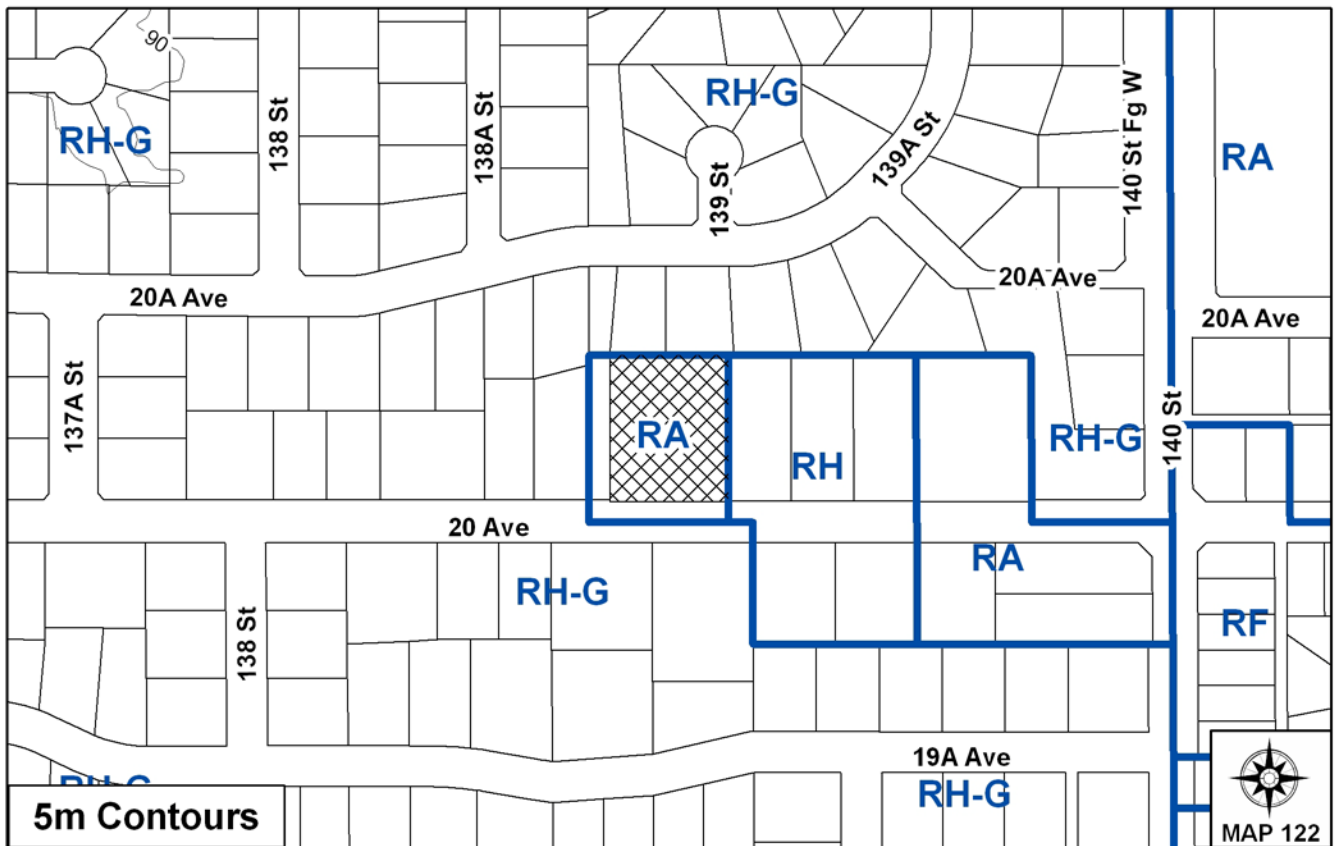 90
RH-G
138 St
138A St
RH-G
139 St
139A St
140 St Fg W
RA
20A Ave
20A Ave
20A Ave
137A St
RA
RH
RH-G
140 St
20 Ave
RA
RH-G
138 St
RF
19A Ave
RH-G
RH-G
5m Contours
MAP 122